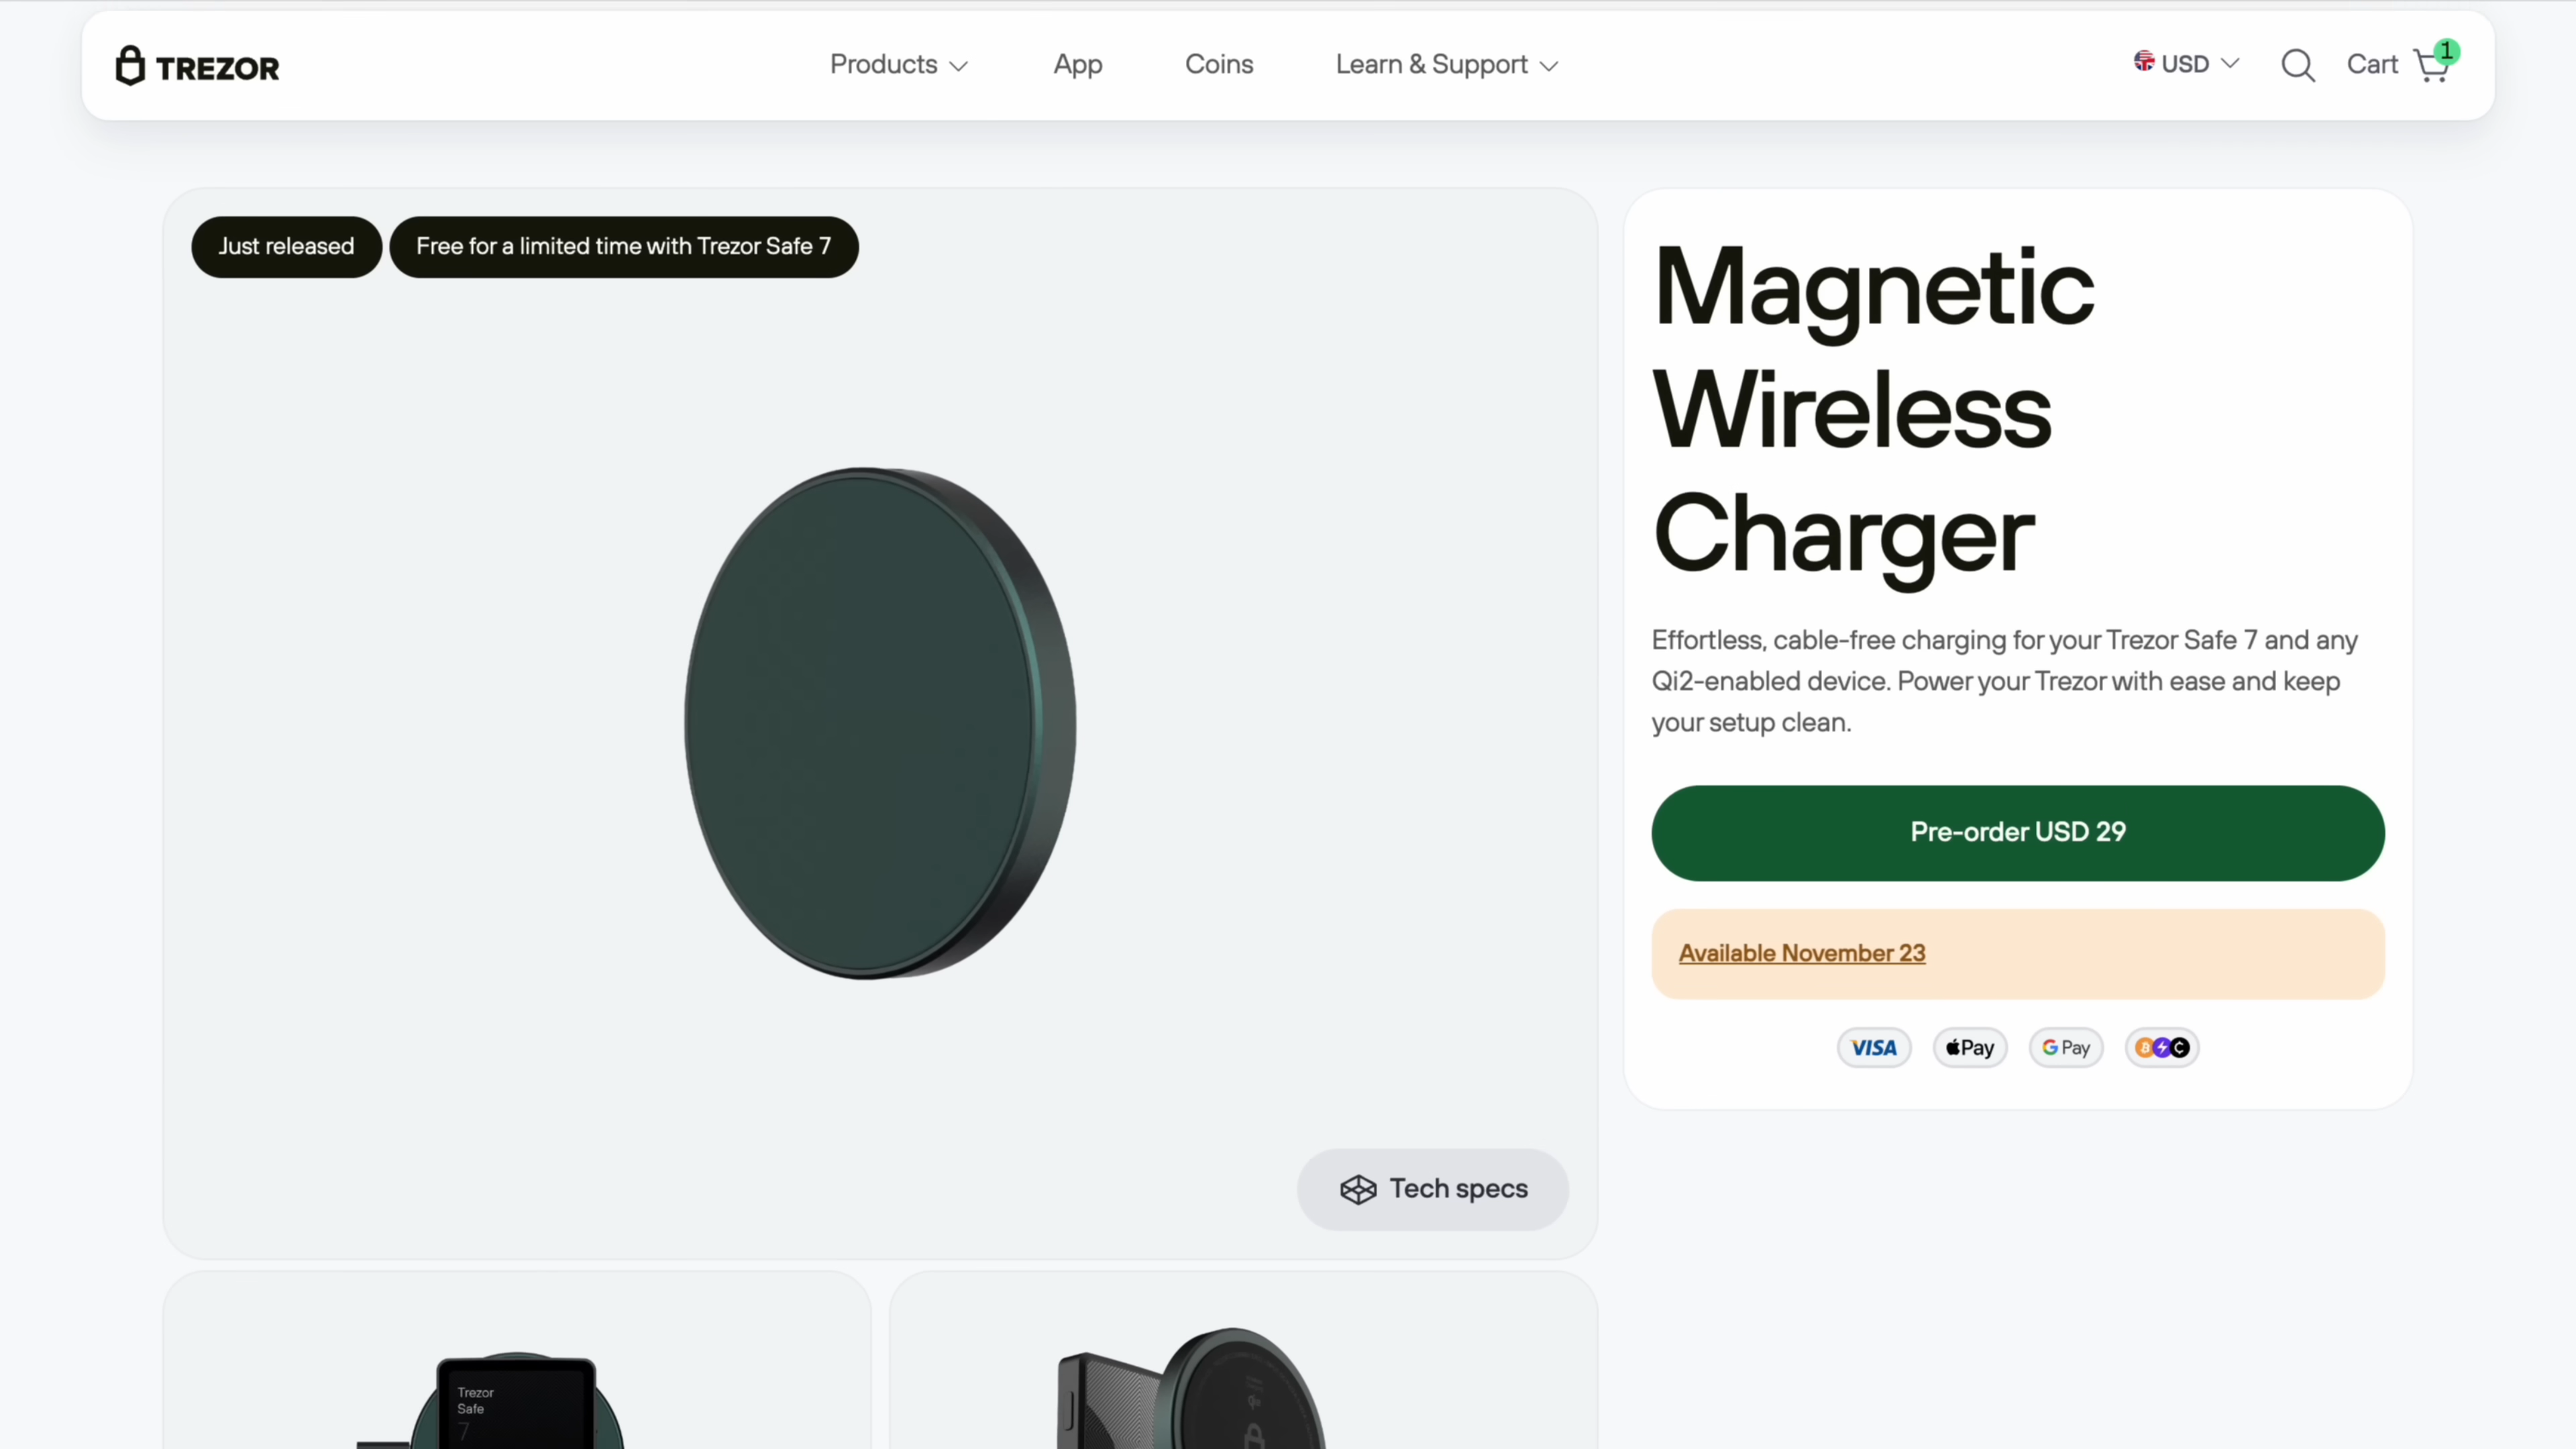 TREZOR
Products
App
Coins
Learn & Support
USD
Cart
1
Just released
Free for a limited time with Trezor Safe 7
Magnetic
Wireless
Charger
Effortless, cable-free charging for your Trezor Safe 7 and any
Qi2-enabled device. Power your Trezor with ease and keep
your setup clean.
Pre-order USD 29
Available November 23
VISA
Pay
G Pay
Tech specs
Trezor
Safe
7